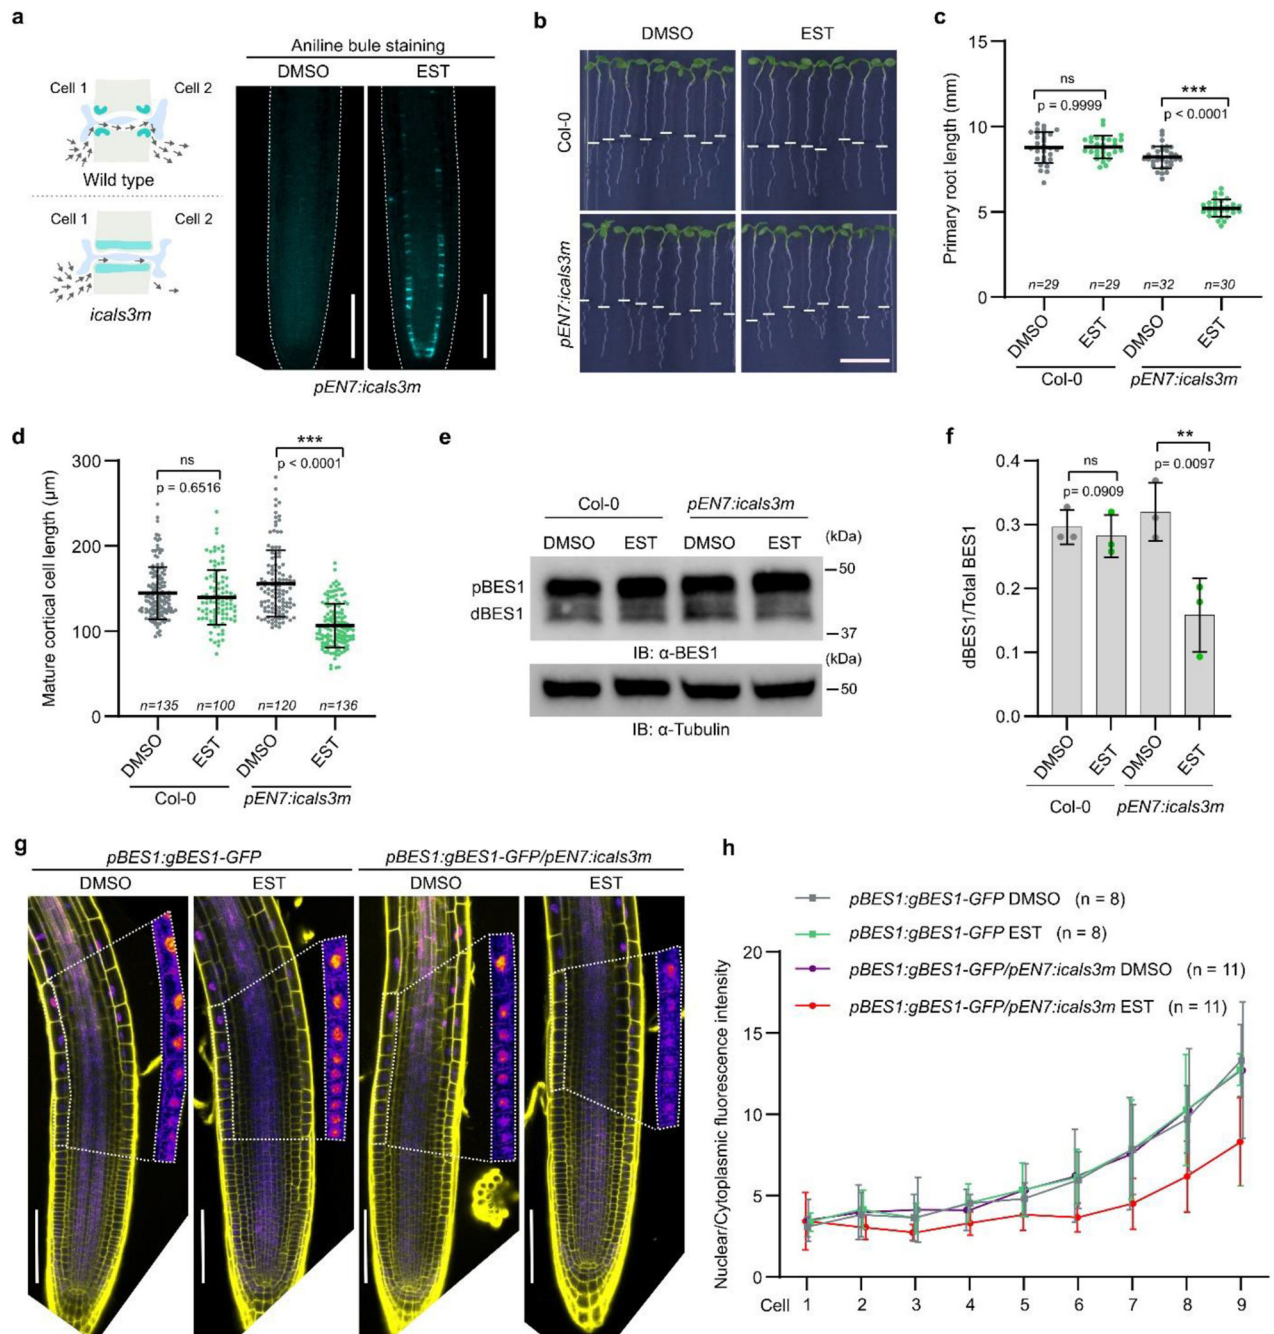 a
Aniline bule staining
DMSO EST
Cell 1 Cell 2
Wild type
Cell 1 Cell 2
icals3m
pEN7:icals3m
b
DMSO EST
Col-0
pEN7:icals3m
c
Primary root length (mm)
15
10
5
0
ns
p = 0.9999
***
p < 0.0001
n=29 n=29 n=32 n=30
DMSO EST DMSO EST
Col-0 pEN7:icals3m
d
Mature cortical cell length (µm)
300
200
100
0
ns
p = 0.6516
***
p < 0.0001
n=135 n=100 n=120 n=136
DMSO EST DMSO EST
Col-0 pEN7:icals3m
e
Col-0 pEN7:icals3m
DMSO EST DMSO EST (kDa)
pBES1
dBES1
50
37
IB: α-BES1 (kDa)
50
IB: α-Tubulin
f
dBES1/Total BES1
0.4
0.3
0.2
0.1
0.0
ns
p= 0.0909
**
p= 0.0097
DMSO EST DMSO EST
Col-0 pEN7:icals3m
g
pBES1:gBES1-GFP pBES1:gBES1-GFP/pEN7:icals3m
DMSO EST DMSO EST
h
pBES1:gBES1-GFP DMSO (n = 8)
pBES1:gBES1-GFP EST (n = 8)
pBES1:gBES1-GFP/pEN7:icals3m DMSO (n = 11)
pBES1:gBES1-GFP/pEN7:icals3m EST (n = 11)
Nuclear/Cytoplasmic fluorescence intensity
20
15
10
5
0
Cell 1 2 3 4 5 6 7 8 9